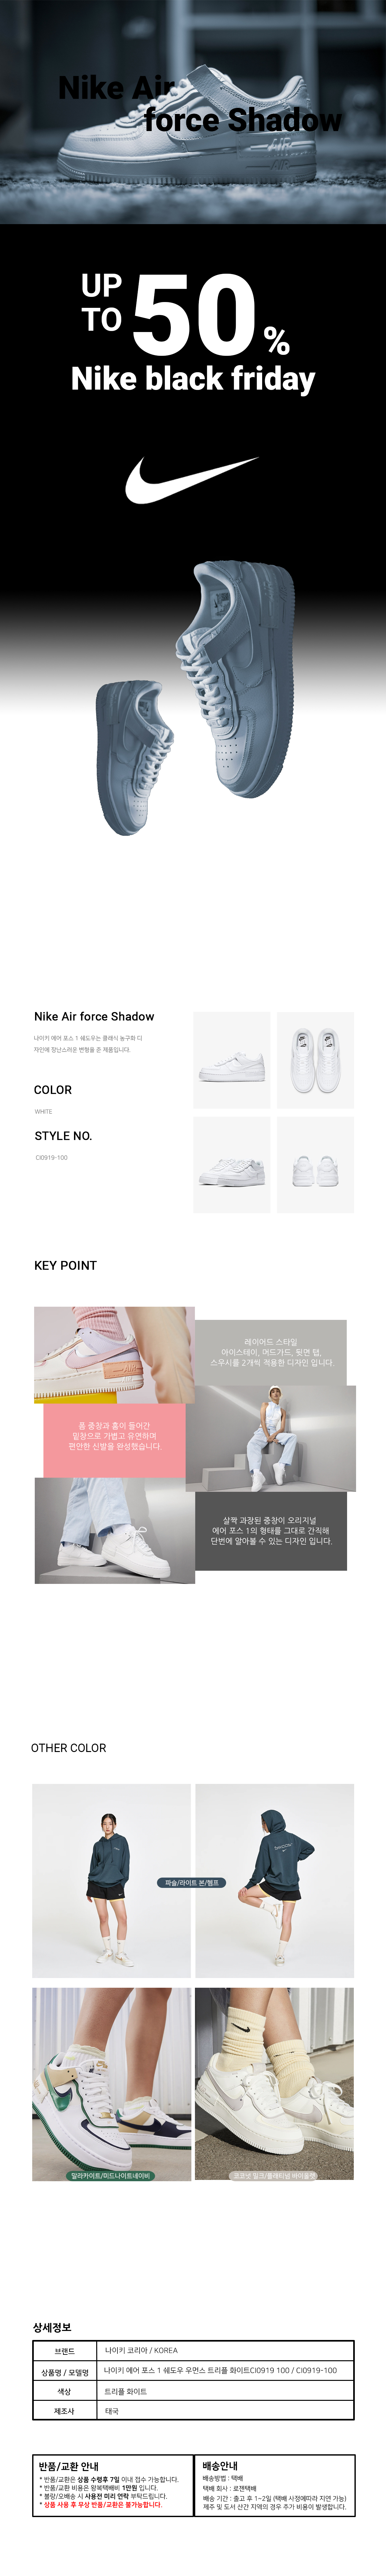 Nike Air
force Shadow
UP
TO 50%
Nike black friday
Nike Air force Shadow
나이키 에어 포스 1 쉐도우는 클래식 농구화 디
자인에 장난스러운 변형을 준 제품입니다.
COLOR
WHITE
STYLE NO.
CI0919-100
KEY POINT
레이어드 스타일
아이스테이, 머드가드, 뒷면 탭,
스우시를 2개씩 적용한 디자인 입니다.
폼 중창과 홈이 들어간
밑창으로 가볍고 유연하며
편안한 신발을 완성했습니다.
살짝 과장된 중창이 오리지널
에어 포스 1의 형태를 그대로 간직해
단번에 알아볼 수 있는 디자인 입니다.
OTHER COLOR
파슬/라이트 본/헴프
말라카이트/미드나이트네이비
코코넛 밀크/플래티넘 바이올렛
상세정보
브랜드 나이키 코리아 / KOREA
상품명 / 모델명 나이키 에어 포스 1 쉐도우 우먼스 트리플 화이트CI0919 100 / CI0919-100
색상 트리플 화이트
제조사 태국
반품/교환 안내
* 반품/교환은 상품 수령후 7일 이내 접수 가능합니다.
* 반품/교환 비용은 왕복택배비 1만원 입니다.
* 불량/오배송 시 사용전 미리 연락 부탁드립니다.
* 상품 사용 후 무상 반품/교환은 불가능합니다.
배송안내
배송방법 : 택배
택배 회사 : 로젠택배
배송 기간 : 출고 후 1~2일 (택배 사정에따라 지연 가능)
제주 및 도서 산간 지역의 경우 추가 비용이 발생합니다.